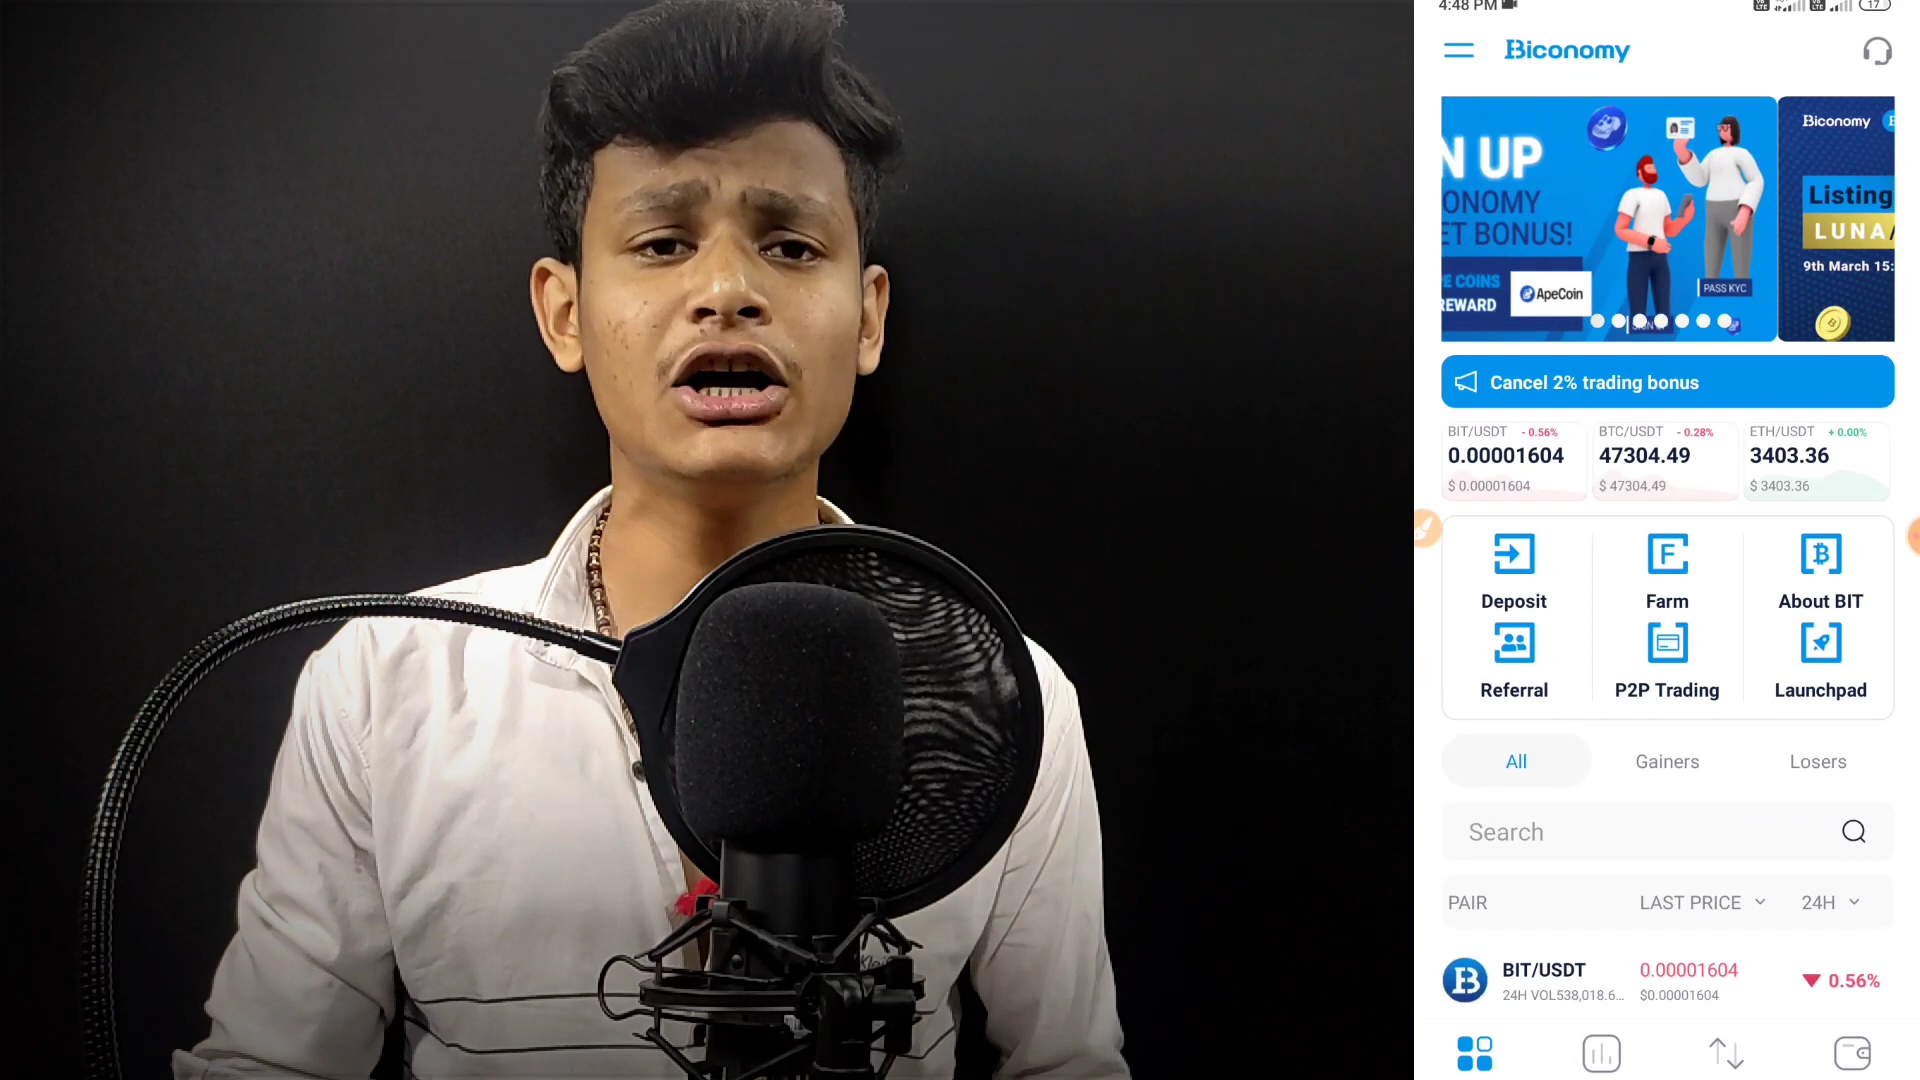 4:48 PM
17
Biconomy
N UP
ONOMY
ET BONUS!
PE COINS
REWARD
ApeCoin
PASS KYC
Biconomy
Listing
LUNA/
9th March 15:
Cancel 2% trading bonus
BIT/USDT - 0.56%
0.00001604
$ 0.00001604
BTC/USDT - 0.28%
47304.49
$ 47304.49
ETH/USDT + 0.00%
3403.36
$ 3403.36
Deposit
Farm
About BIT
Referral
P2P Trading
Launchpad
All
Gainers
Losers
Search
PAIR
LAST PRICE
24H
BIT/USDT
24H VOL538,018.6...
0.00001604
$0.00001604
0.56%